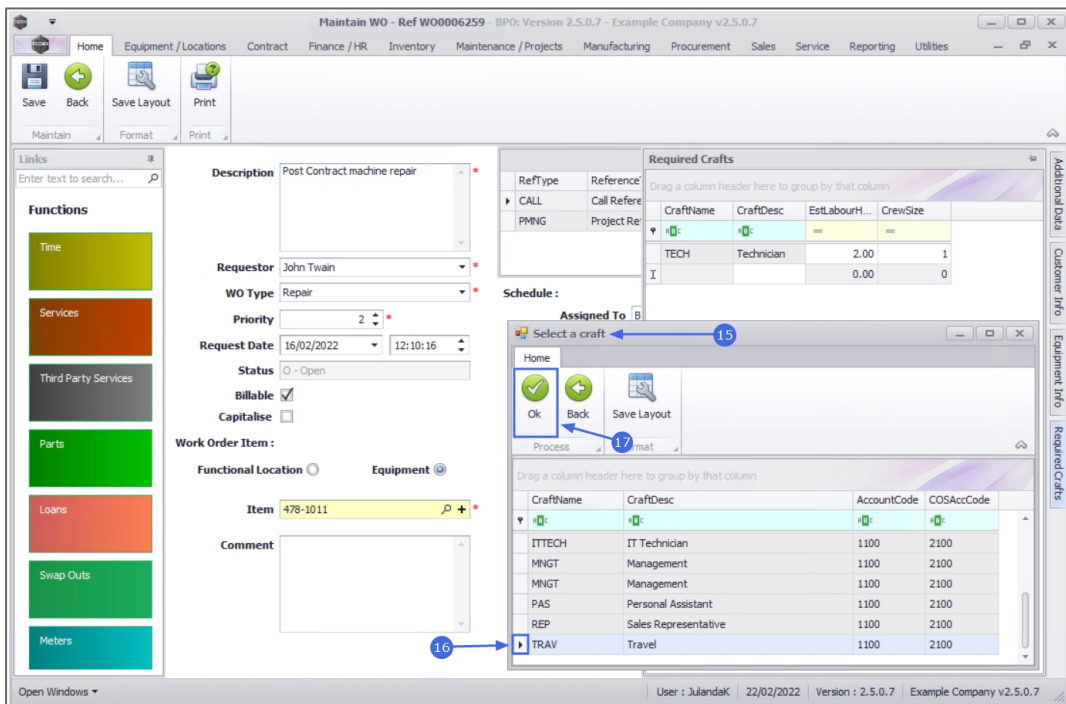 Maintain WO - Ref WO0006259 - BPO: Version 2.5.0.7 - Example Company v2.5.0.7
Home Equipment / Locations Contract Finance / HR Inventory Maintenance / Projects Manufacturing Procurement Sales Service Reporting Utilities
Save Back Save Layout Print
Maintain Format Print
Links
Enter text to search...
Functions
Time
Services
Third Party Services
Parts
Loans
Swap Outs
Meters
Description Post Contract machine repair *
Requestor John Twain *
WO Type Repair *
Priority 2 *
Request Date 16/02/2022 12:10:16
Status O - Open
Billable
Capitalise
Work Order Item :
Functional Location Equipment
Item 478-1011 *
Comment
RefType Reference
CALL Call Refere
PMNG Project Re
Schedule :
Assigned To B
Required Crafts
Drag a column header here to group by that column
CraftName CraftDesc EstLabourH... CrewSize
TECH Technician 2.00 1
0.00 0
Select a craft 15
Home
Ok Back Save Layout
17
Process Format
Drag a column header here to group by that column
CraftName CraftDesc AccountCode COSAccCode
ITTECH IT Technician 1100 2100
MNGT Management 1100 2100
MNGT Management 1100 2100
PAS Personal Assistant 1100 2100
REP Sales Representative 1100 2100
16 TRAV Travel 1100 2100
Additional Data
Customer Info
Equipment Info
Required Crafts
Open Windows User : JulandaK 22/02/2022 Version : 2.5.0.7 Example Company v2.5.0.7